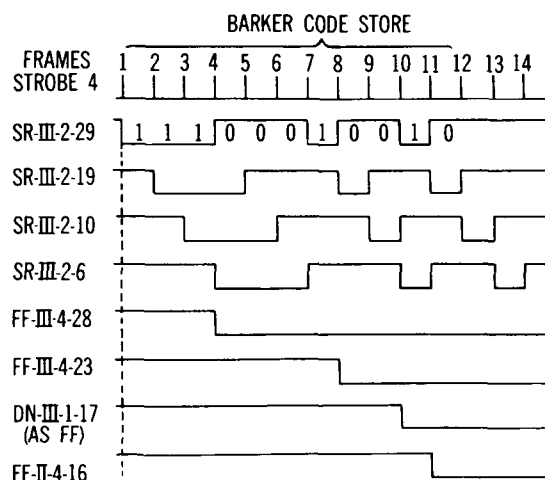 BARKER CODE STORE
FRAMES 1 2 3 4 5 6 7 8 9 10 11 12 13 14
STROBE 4
SR-III-2-29 1 1 1 0 0 0 1 0 0 1 0
SR-III-2-19
SR-III-2-10
SR-III-2-6
FF-III-4-28
FF-III-4-23
DN-III-1-17
(AS FF)
FF-II-4-16